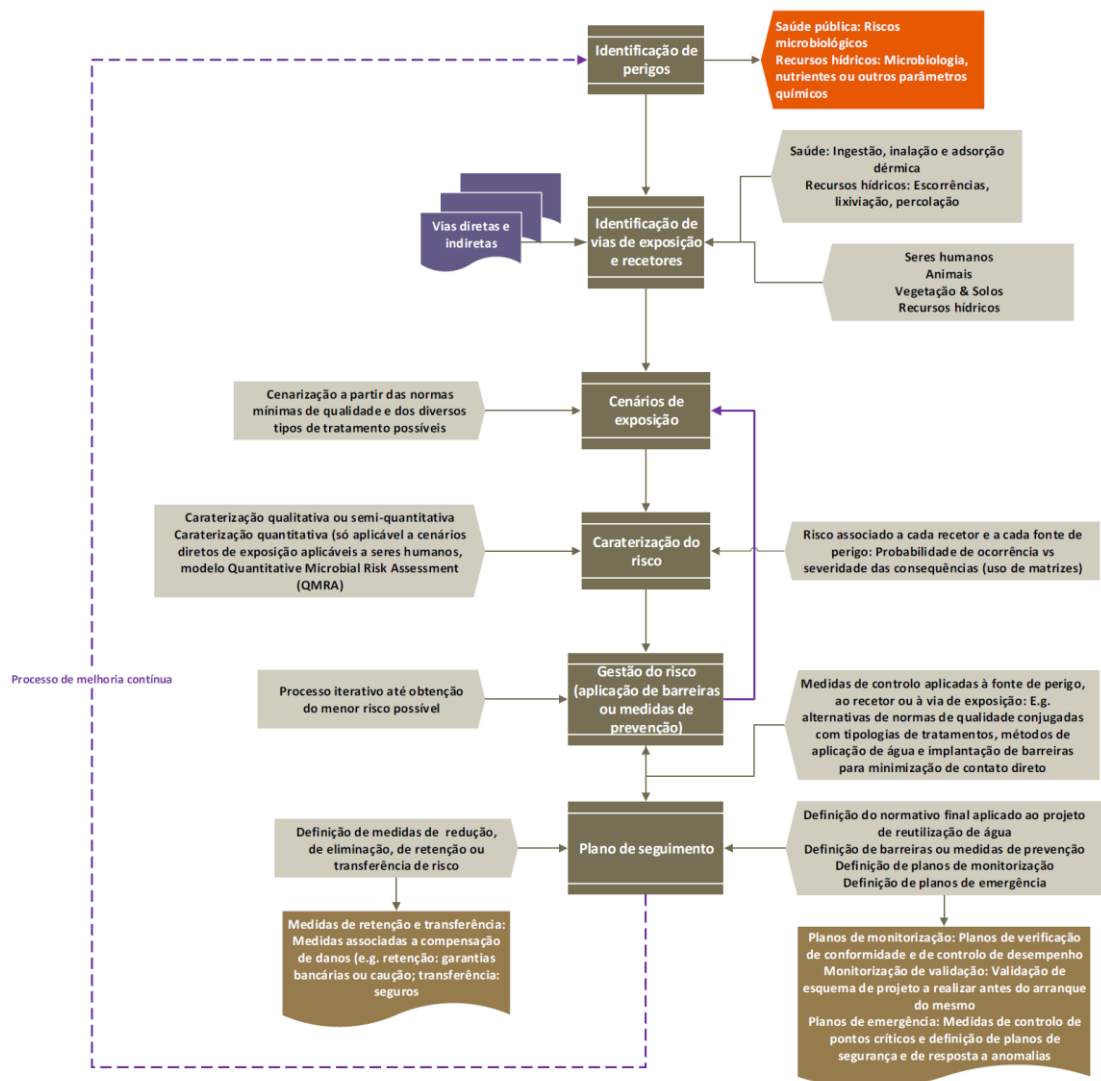 Identificação de
perigos
Saúde pública: Riscos
microbiológicos
Recursos hídricos: Microbiologia,
nutrientes ou outros parâmetros
químicos
Saúde: Ingestão, inalação e adsorção
dérmica
Recursos hídricos: Escorrências,
lixiviação, percolação
Vias diretas e
indiretas
Identificação de
vias de exposição
e recetores
Seres humanos
Animais
Vegetação & Solos
Recursos hídricos
Cenarização a partir das normas
mínimas de qualidade e dos diversos
tipos de tratamento possíveis
Cenários de
exposição
Caraterização qualitativa ou semi-quantitativa
Caraterização quantitativa (só aplicável a cenários
diretos de exposição aplicáveis a seres humanos,
modelo Quantitative Microbial Risk Assessment
(QMRA)
Caraterização do
risco
Risco associado a cada recetor e a cada fonte de
perigo: Probabilidade de ocorrência vs
severidade das consequências (uso de matrizes)
Processo de melhoria contínua
Processo iterativo até obtenção
do menor risco possível
Gestão do risco
(aplicação de barreiras
ou medidas de
prevenção)
Medidas de controlo aplicadas à fonte de perigo,
ao recetor ou à via de exposição: E.g.
alternativas de normas de qualidade conjugadas
com tipologias de tratamentos, métodos de
aplicação de água e implantação de barreiras
para minimização de contato direto
Definição de medidas de redução,
de eliminação, de retenção ou
transferência de risco
Plano de seguimento
Definição do normativo final aplicado ao projeto
de reutilização de água
Definição de barreiras ou medidas de prevenção
Definição de planos de monitorização
Definição de planos de emergência
Medidas de retenção e transferência:
Medidas associadas a compensação
de danos (e.g. retenção: garantias
bancárias ou caução; transferência:
seguros
Planos de monitorização: Planos de verificação
de conformidade e de controlo de desempenho
Monitorização de validação: Validação de
esquema de projeto a realizar antes do arranque
do mesmo
Planos de emergência: Medidas de controlo de
pontos críticos e definição de planos de
segurança e de resposta a anomalias